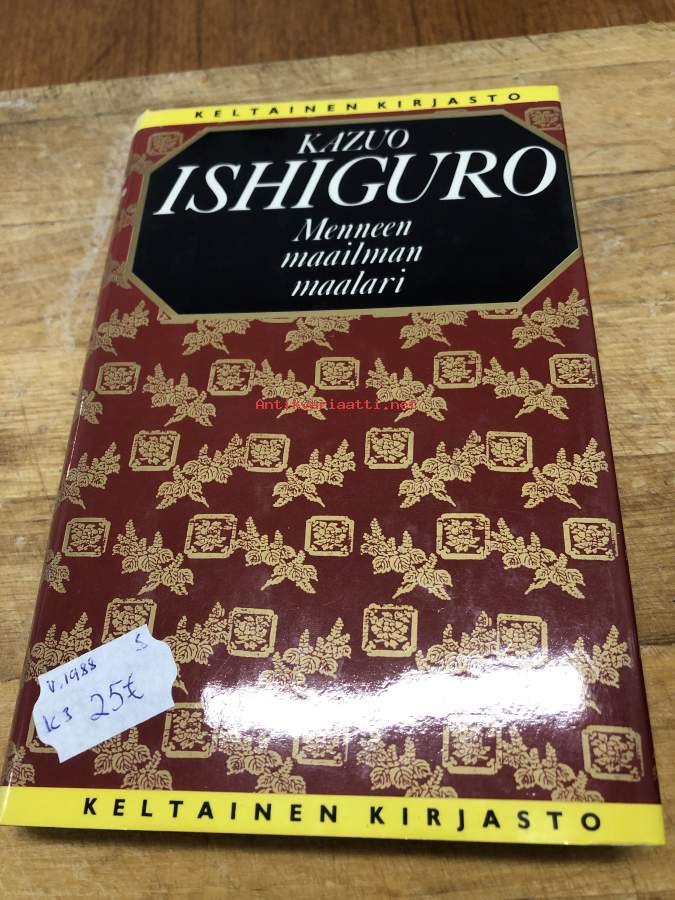 KELTAINEN KIRJASTO
KAZUO
ISHIGURO
Menneen
maailman
maalari
Antikvariaatti.net
v. 1988 S
K3 25€
KELTAINEN KIRJASTO